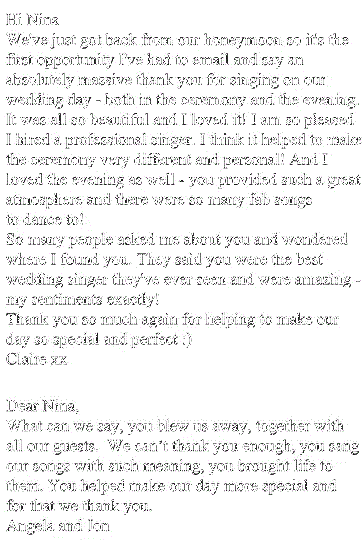 Hi Nina
We've just got back from our honeymoon so it's the
first opportunity I've had to email and say an
absolutely massive thank you for singing on our
wedding day - both in the ceremony and the evening.
It was all so beautiful and I loved it! I am so pleased
I hired a professional singer. I think it helped to make
the ceremony very different and personal! And I
loved the evening as well - you provided such a great
atmosphere and there were so many fab songs
to dance to!
So many people asked me about you and wondered
where I found you. They said you were the best
wedding singer they've ever seen and were amazing -
my sentiments exactly!
Thank you so much again for helping to make our
day so special and perfect :)
Claire xx
Dear Nina,
What can we say, you blew us away, together with
all our guests.  We can't thank you enough, you sang
our songs with such meaning, you brought life to
them. You helped make our day more special and
for that we thank you.
Angela and Jon